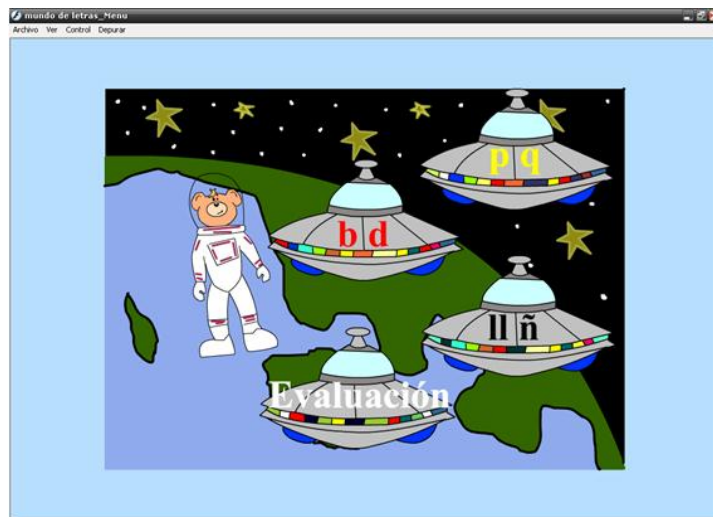 mundo de letras_Menu
Archivo Ver Control Depurar
p q
b d
ll ñ
Evaluación